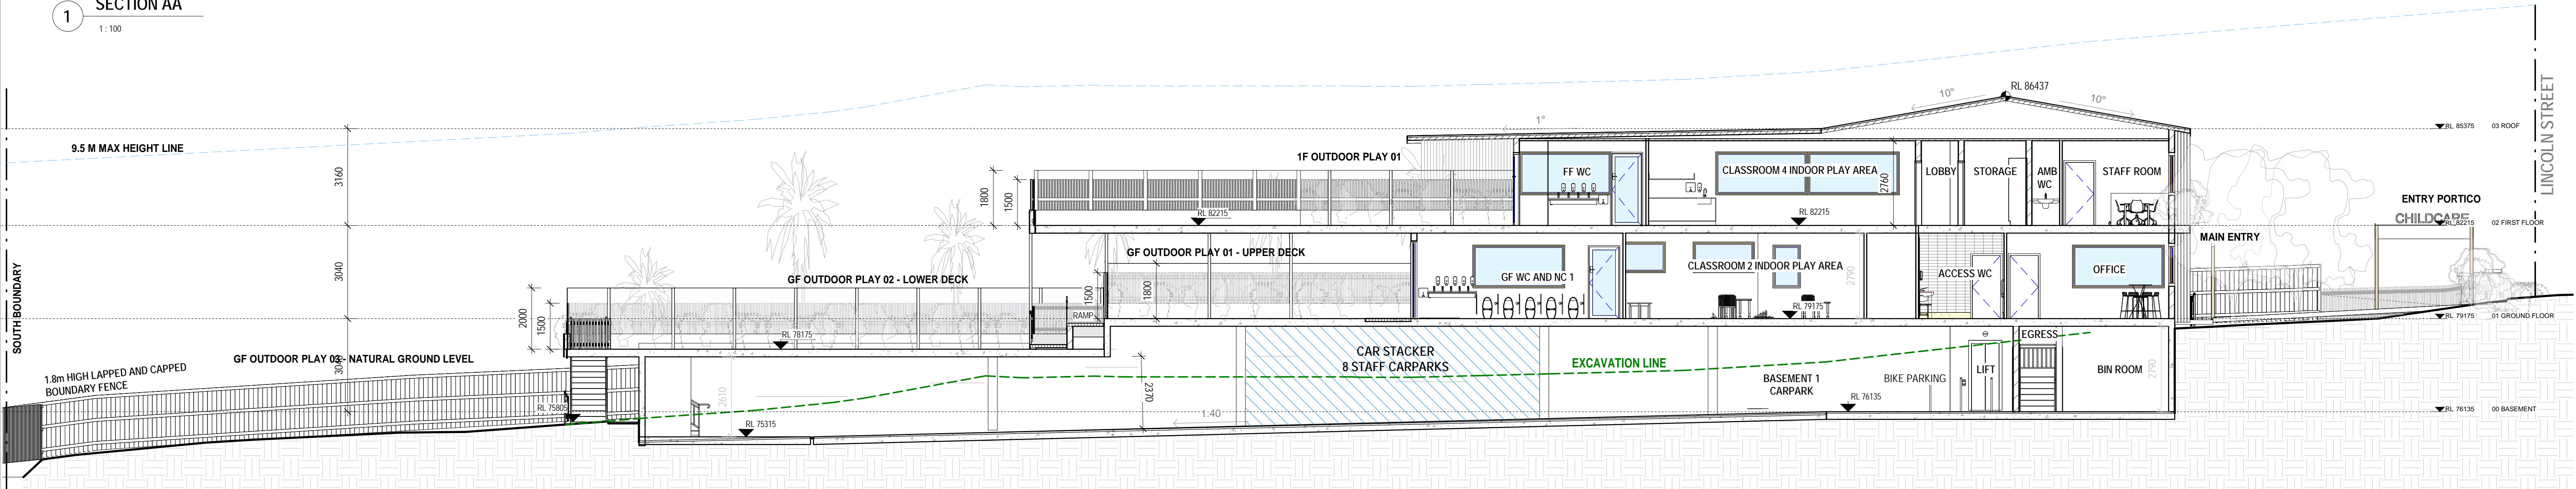 1
SECTION AA
1 : 100
RL 86437
10°
10°
1°
LINCOLN STREET
RL 85375 03 ROOF
9.5 M MAX HEIGHT LINE
3160
1F OUTDOOR PLAY 01
FF WC
CLASSROOM 4 INDOOR PLAY AREA
2760
LOBBY
STORAGE
AMB
WC
STAFF ROOM
1800
1500
RL 82215
RL 82215
ENTRY PORTICO
CHILDCARE
RL 82215 02 FIRST FLOOR
MAIN ENTRY
SOUTH BOUNDARY
3040
GF OUTDOOR PLAY 02 - LOWER DECK
GF OUTDOOR PLAY 01 - UPPER DECK
1500
1800
GF WC AND NC 1
CLASSROOM 2 INDOOR PLAY AREA
2790
ACCESS WC
OFFICE
2000
1500
RAMP
RL 79175
RL 79175 01 GROUND FLOOR
RL 78175
GF OUTDOOR PLAY 03 - NATURAL GROUND LEVEL
1.8m HIGH LAPPED AND CAPPED
BOUNDARY FENCE
2610
2370
CAR STACKER
8 STAFF CARPARKS
EXCAVATION LINE
EGRESS
LIFT
BASEMENT 1
CARPARK
BIKE PARKING
BIN ROOM
2790
RL 75805
RL 75315
1:40
RL 76135
RL 76135 00 BASEMENT